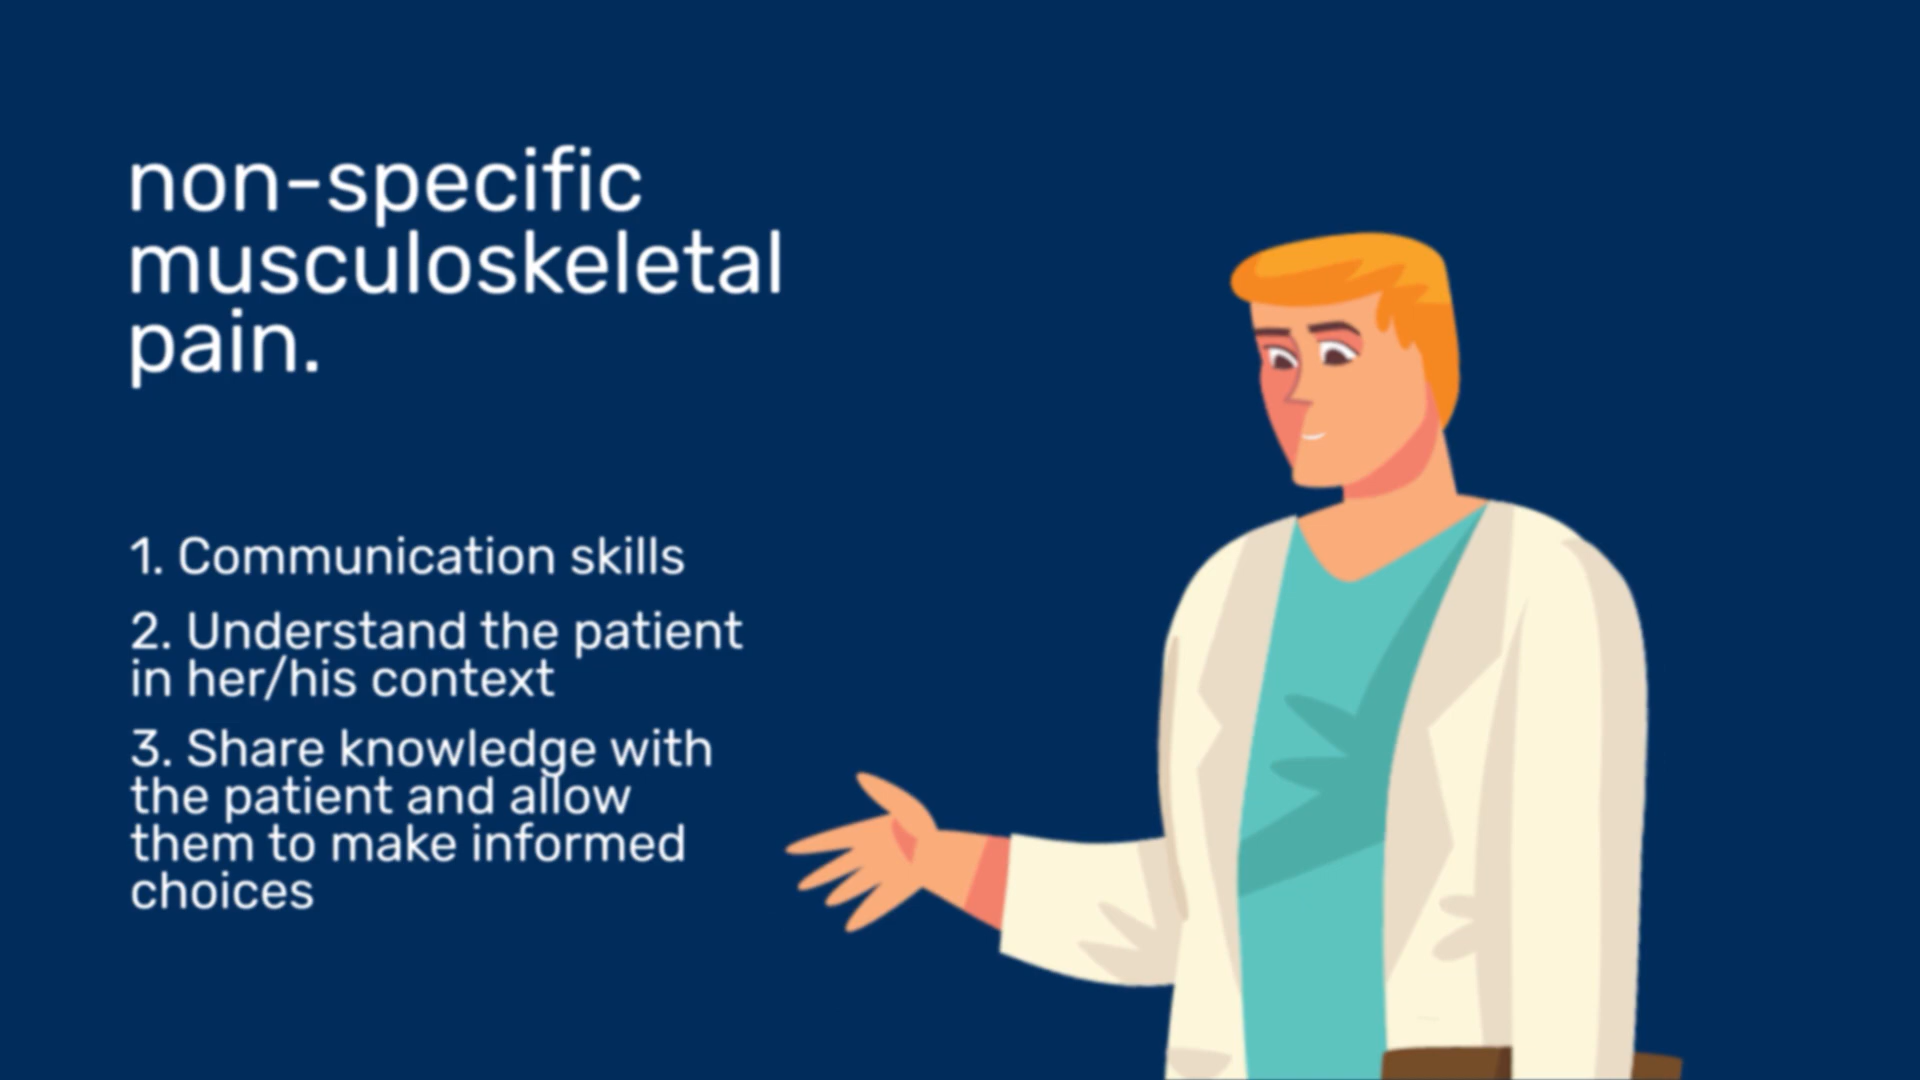 non-specific
musculoskeletal
pain.
1. Communication skills
2. Understand the patient
in her/his context
3. Share knowledge with
the patient and allow
them to make informed
choices